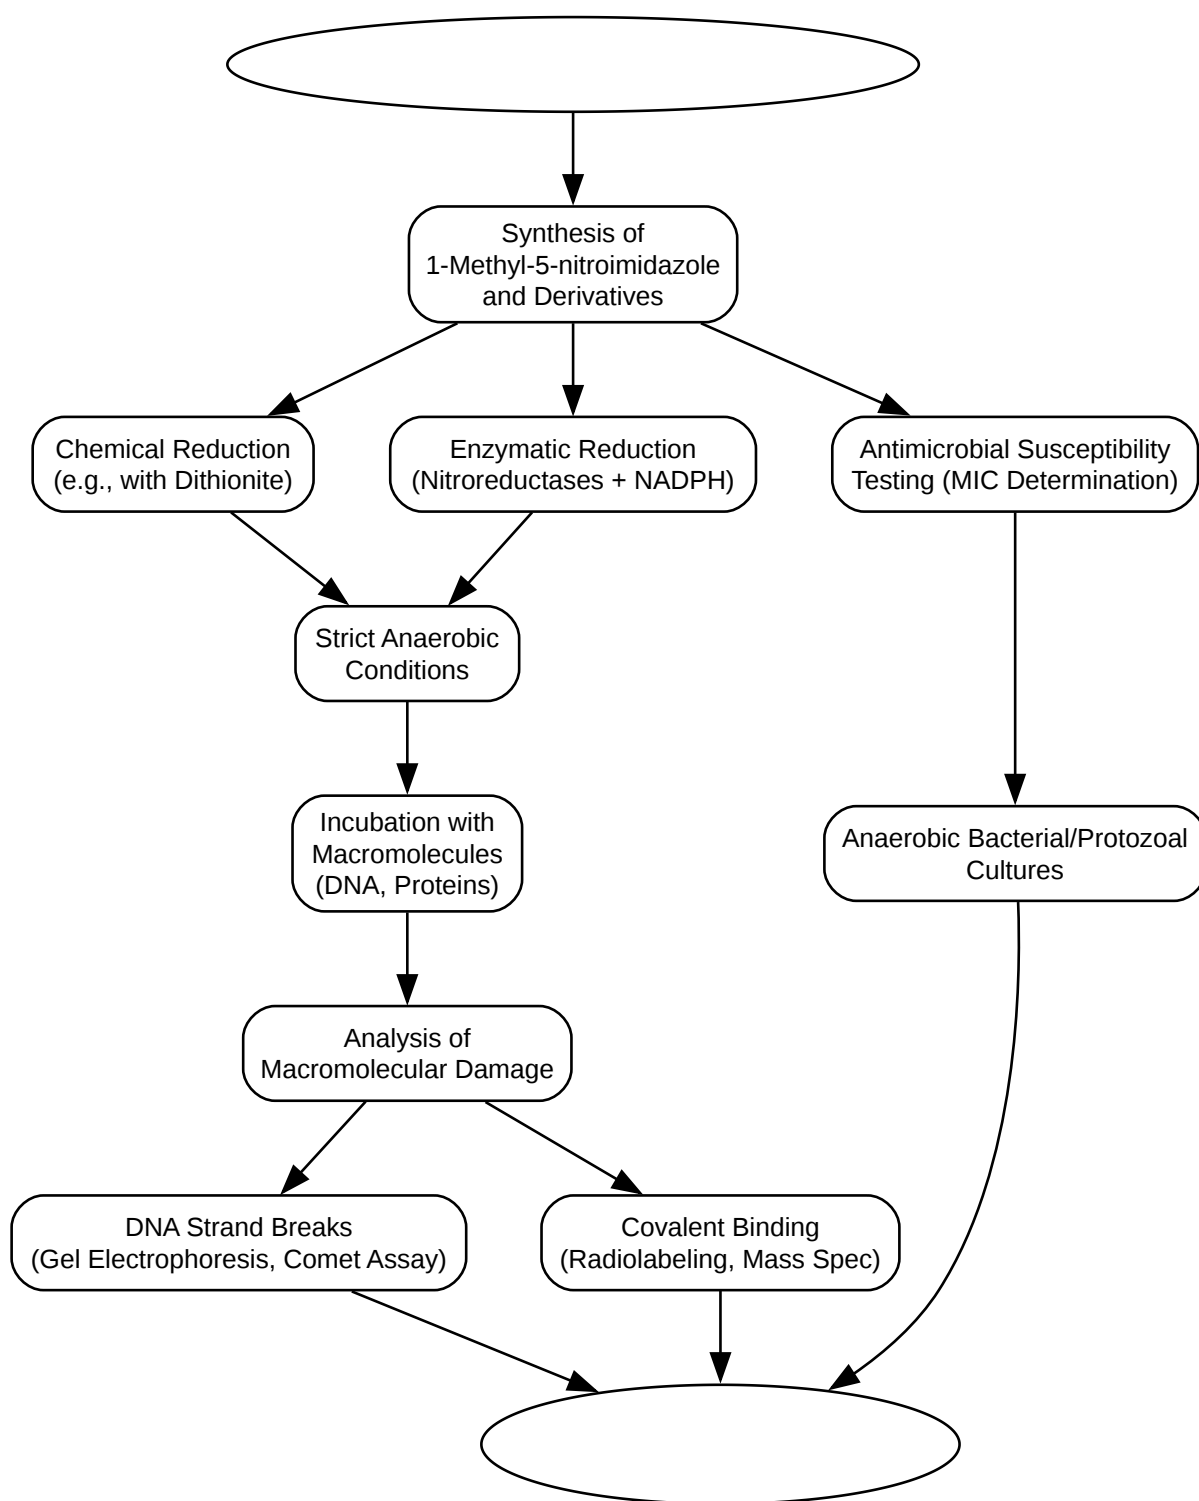 Synthesis of
1-Methyl-5-nitroimidazole
and Derivatives
Chemical Reduction
(e.g., with Dithionite)
Enzymatic Reduction
(Nitroreductases + NADPH)
Antimicrobial Susceptibility
Testing (MIC Determination)
Strict Anaerobic
Conditions
Incubation with
Macromolecules
(DNA, Proteins)
Anaerobic Bacterial/Protozoal
Cultures
Analysis of
Macromolecular Damage
DNA Strand Breaks
(Gel Electrophoresis, Comet Assay)
Covalent Binding
(Radiolabeling, Mass Spec)